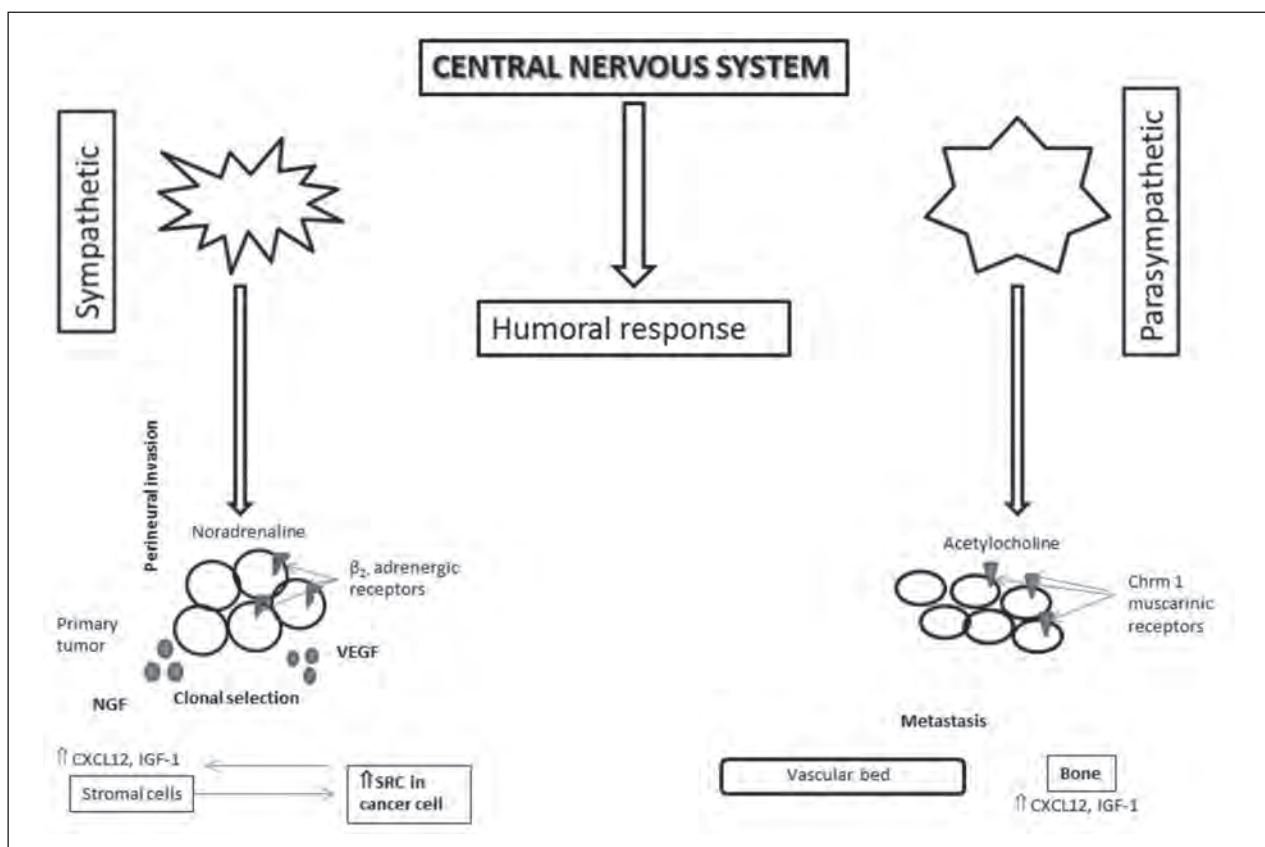 CENTRAL NERVOUS SYSTEM
Sympathetic
Parasympathetic
Humoral response
Perineural invasion
Noradrenaline
β2, adrenergic
receptors
Primary
tumor
VEGF
NGF
Clonal selection
⇑ CXCL12, IGF-1
Stromal cells
⇑SRC in
cancer cell
Acetylocholine
Chrm 1
muscarinic
receptors
Metastasis
Vascular bed
Bone
⇑ CXCL12, IGF-1